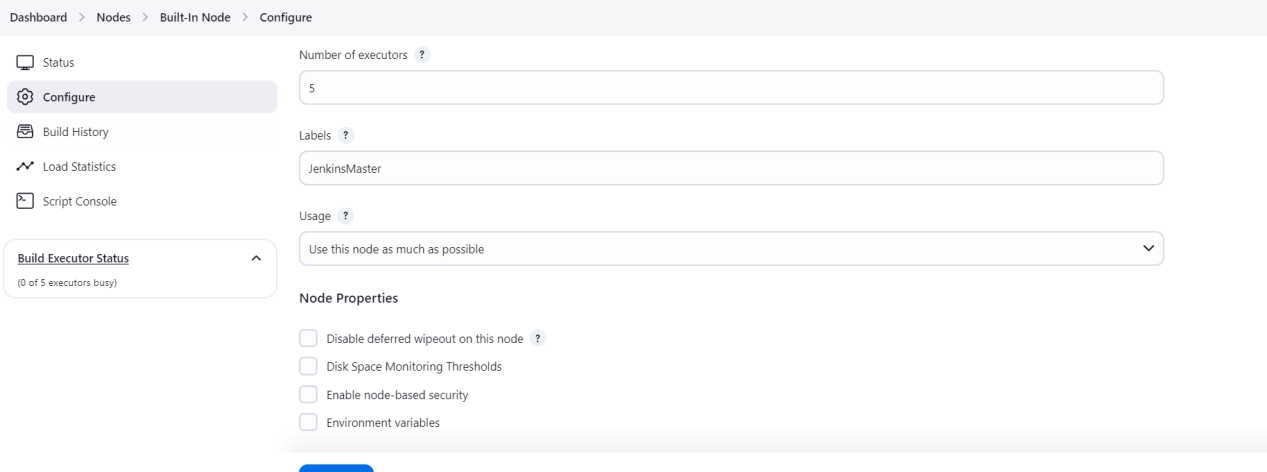 Dashboard > Nodes > Built-In Node > Configure
Status
Configure
Build History
Load Statistics
Script Console
Build Executor Status
(0 of 5 executors busy)
Number of executors ?
5
Labels ?
JenkinsMaster
Usage ?
Use this node as much as possible
Node Properties
Disable deferred wipeout on this node ?
Disk Space Monitoring Thresholds
Enable node-based security
Environment variables